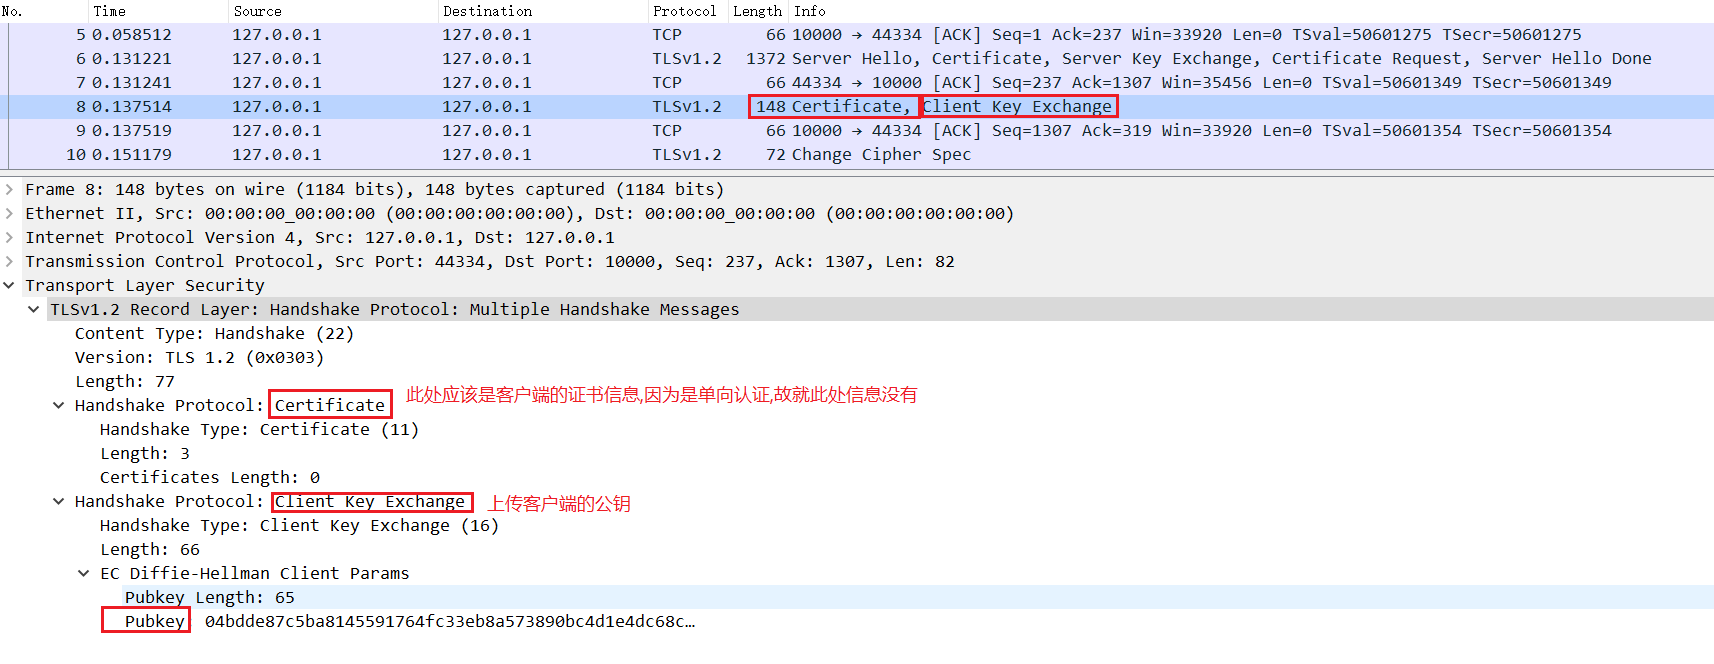 No. Time Source Destination Protocol Length Info
5 0.058512 127.0.0.1 127.0.0.1 TCP 66 10000 → 44334 [ACK] Seq=1 Ack=237 Win=33920 Len=0 TSval=50601275 TSecr=50601275
6 0.131221 127.0.0.1 127.0.0.1 TLSv1.2 1372 Server Hello, Certificate, Server Key Exchange, Certificate Request, Server Hello Done
7 0.131241 127.0.0.1 127.0.0.1 TCP 66 44334 → 10000 [ACK] Seq=237 Ack=1307 Win=35456 Len=0 TSval=50601349 TSecr=50601349
8 0.137514 127.0.0.1 127.0.0.1 TLSv1.2 148 Certificate, Client Key Exchange
9 0.137519 127.0.0.1 127.0.0.1 TCP 66 10000 → 44334 [ACK] Seq=1307 Ack=319 Win=33920 Len=0 TSval=50601354 TSecr=50601354
10 0.151179 127.0.0.1 127.0.0.1 TLSv1.2 72 Change Cipher Spec
Frame 8: 148 bytes on wire (1184 bits), 148 bytes captured (1184 bits)
Ethernet II, Src: 00:00:00_00:00:00 (00:00:00:00:00:00), Dst: 00:00:00_00:00:00 (00:00:00:00:00:00)
Internet Protocol Version 4, Src: 127.0.0.1, Dst: 127.0.0.1
Transmission Control Protocol, Src Port: 44334, Dst Port: 10000, Seq: 237, Ack: 1307, Len: 82
Transport Layer Security
TLSv1.2 Record Layer: Handshake Protocol: Multiple Handshake Messages
Content Type: Handshake (22)
Version: TLS 1.2 (0x0303)
Length: 77
Handshake Protocol: Certificate 此处应该是客户端的证书信息,因为是单向认证,故就此处信息没有
Handshake Type: Certificate (11)
Length: 3
Certificates Length: 0
Handshake Protocol: Client Key Exchange 上传客户端的公钥
Handshake Type: Client Key Exchange (16)
Length: 66
EC Diffie-Hellman Client Params
Pubkey Length: 65
Pubkey 04bdde87c5ba8145591764fc33eb8a573890bc4d1e4dc68c…